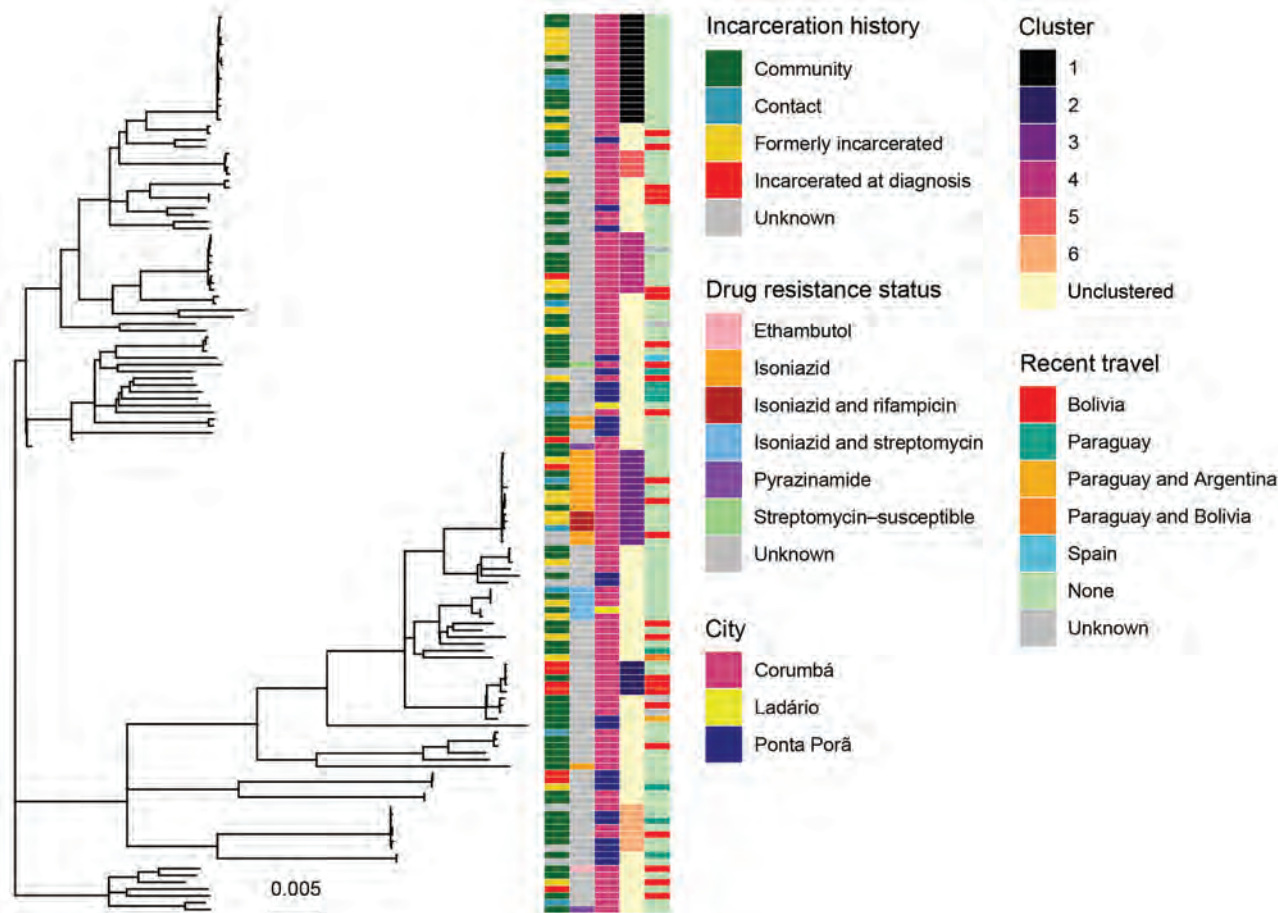 Incarceration history
Community
Contact
Formerly incarcerated
Incarcerated at diagnosis
Unknown
Drug resistance status
Ethambutol
Isoniazid
Isoniazid and rifampicin
Isoniazid and streptomycin
Pyrazinamide
Streptomycin–susceptible
Unknown
City
Corumbá
Ladário
Ponta Porã
Cluster
1
2
3
4
5
6
Unclustered
Recent travel
Bolivia
Paraguay
Paraguay and Argentina
Paraguay and Bolivia
Spain
None
Unknown
0.005